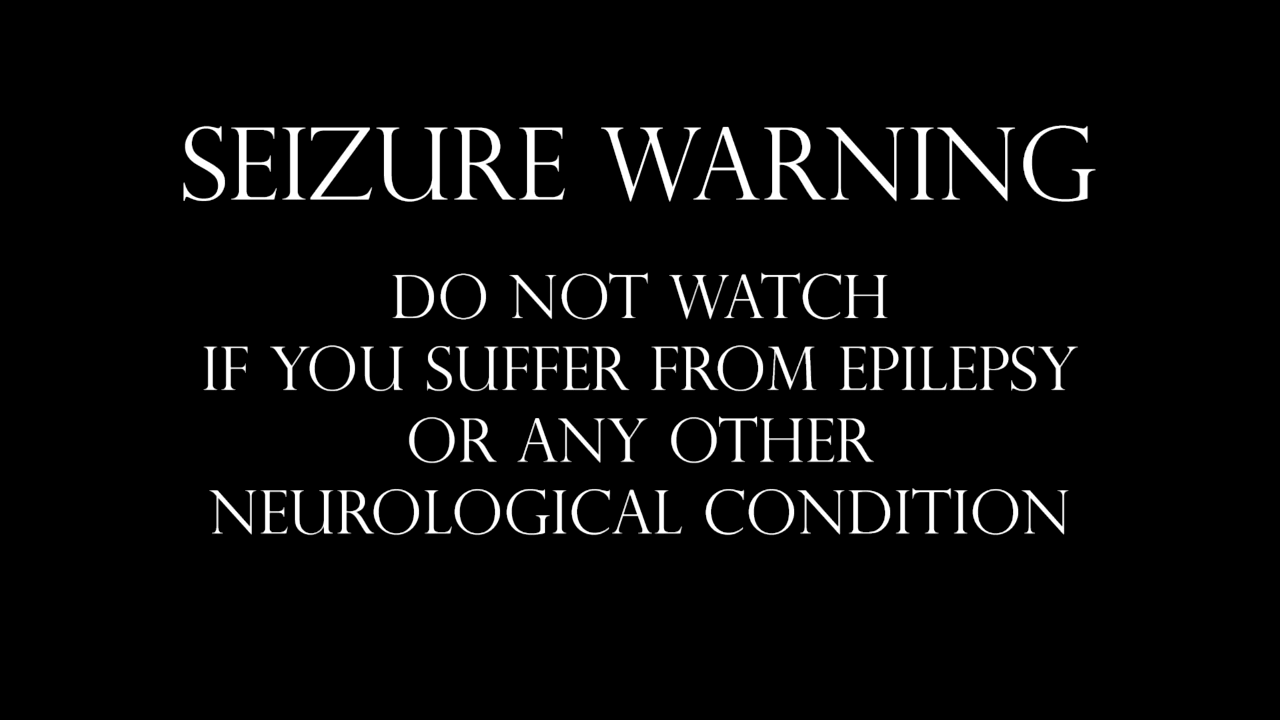 SEIZURE WARNING
DO NOT WATCH
IF YOU SUFFER FROM EPILEPSY
OR ANY OTHER
NEUROLOGICAL CONDITION